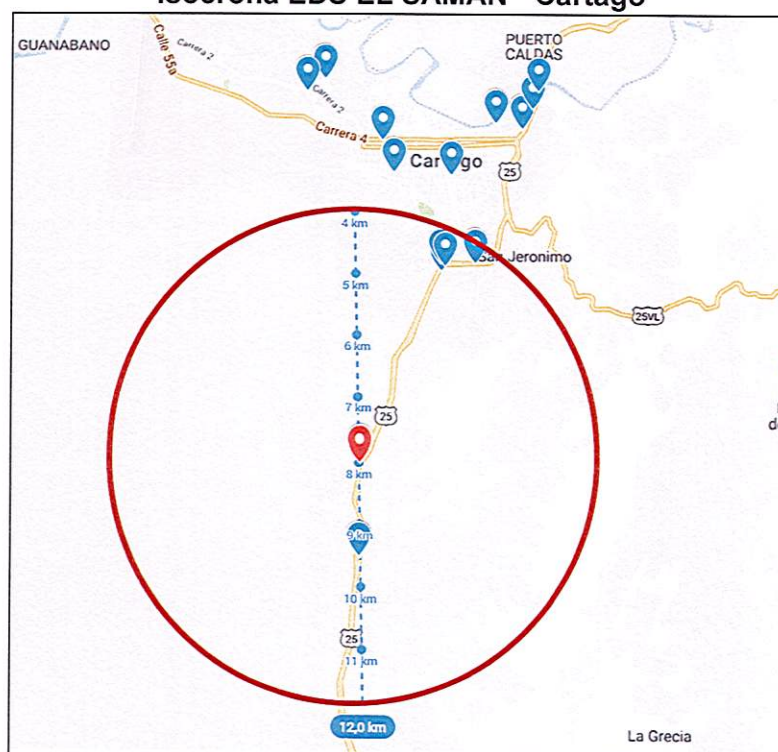 Isocrona EDS EL SAMAN - Cartago
GUANABANO
Calle 55a
Carrera 2
Carrera 2
PUERTO
CALDAS
Carrera 4
Cartago
25
4 km
San Jeronimo
5 km
25VL
6 km
7 km
25
8 km
9 km
10 km
25
11 km
12,0 km
La Grecia